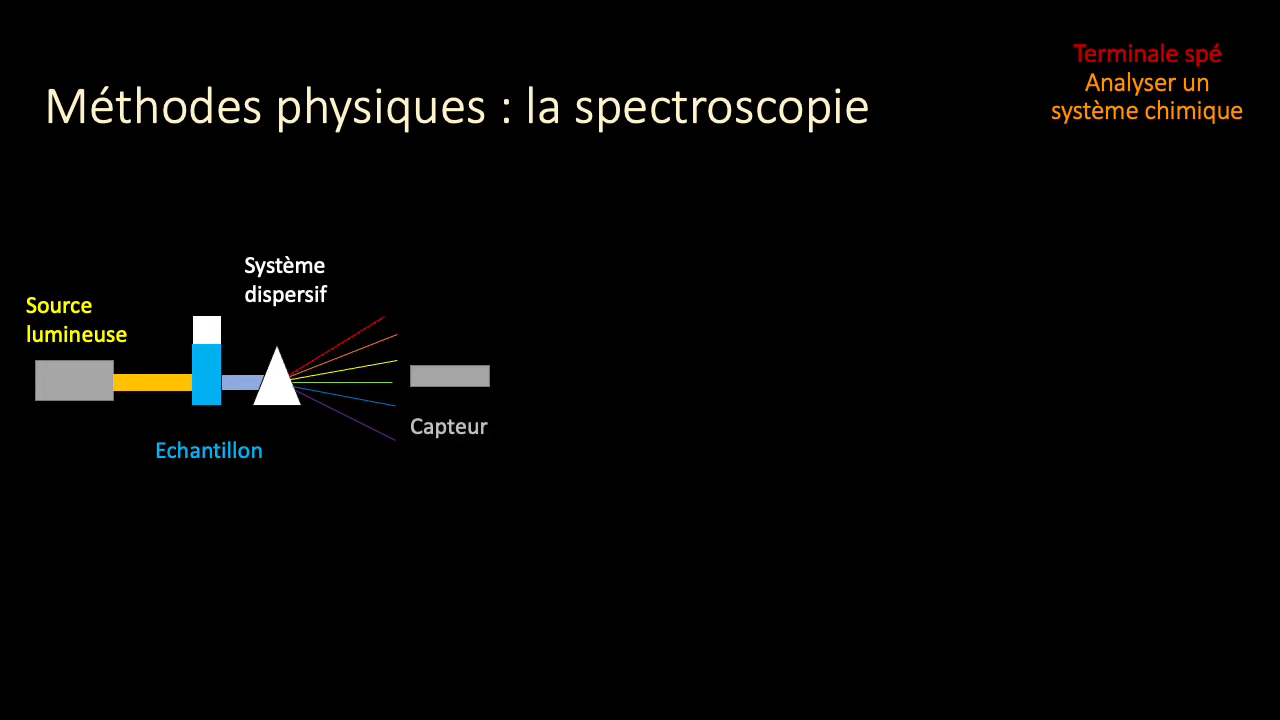 Terminale spé
Analyser un
système chimique
Méthodes physiques : la spectroscopie
Système
dispersif
Source
lumineuse
Capteur
Echantillon